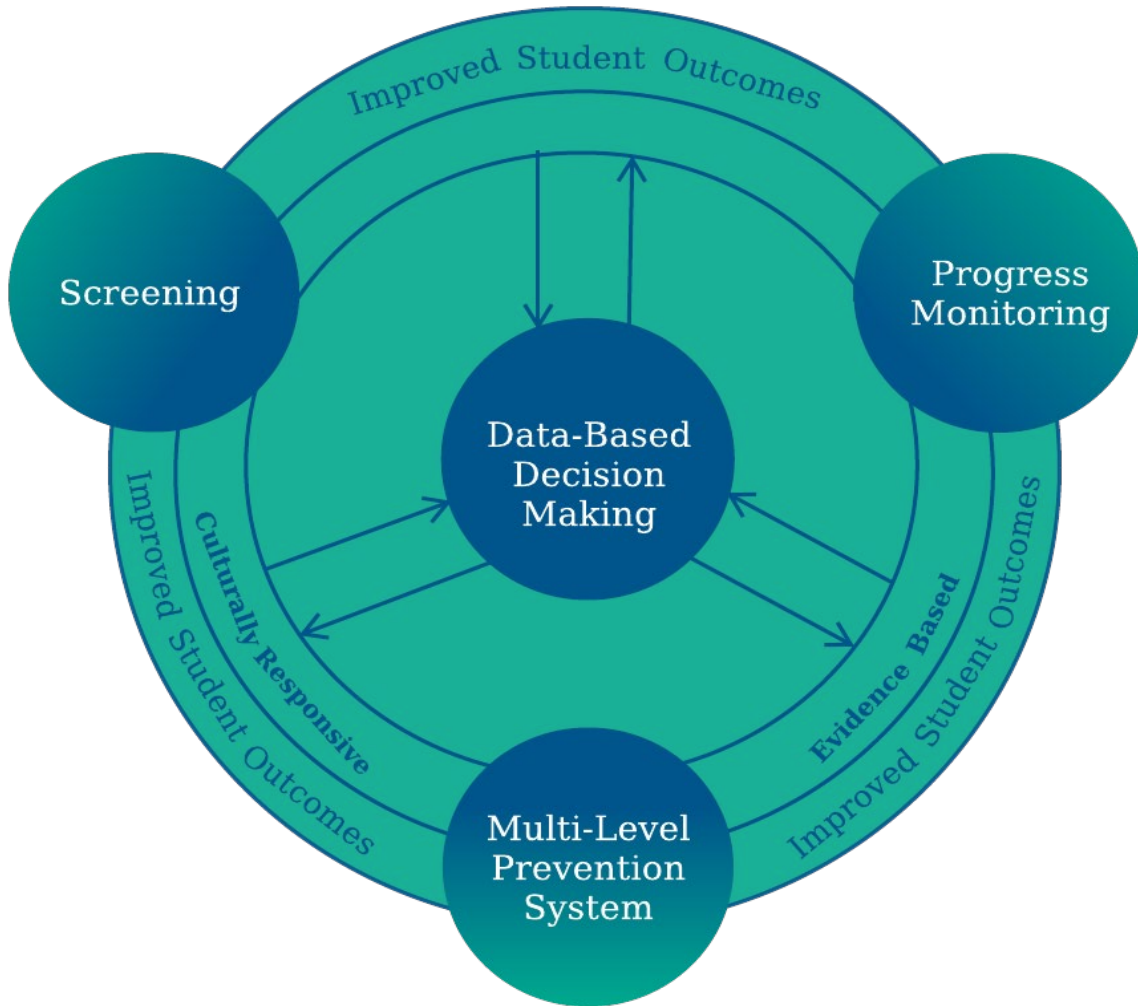 Improved Student Outcomes
Screening
Progress
Monitoring
Data-Based
Decision
Making
Improved Student Outcomes
Culturally Responsive
Evidence Based
Improved Student Outcomes
Multi-Level
Prevention
System